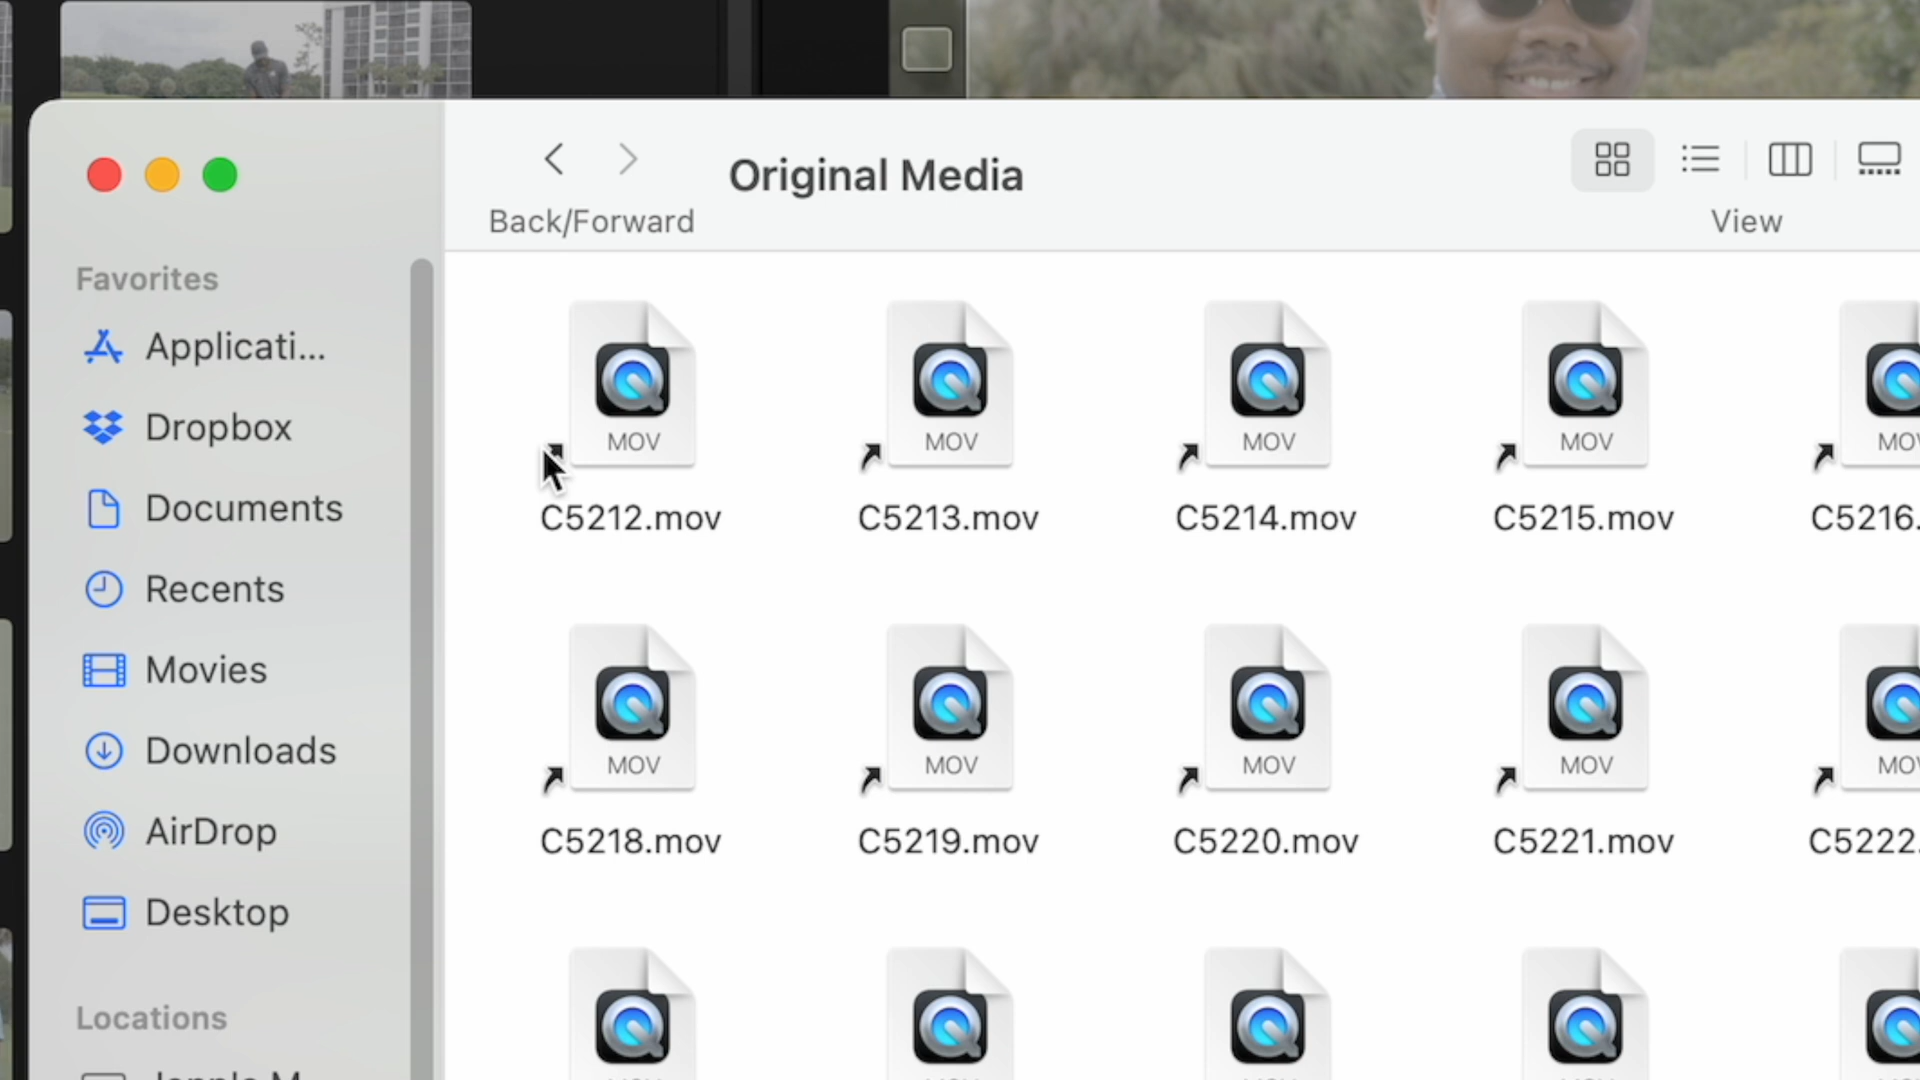 Original Media
Back/Forward
View
Favorites
Applicati...
Dropbox
Documents
Recents
Movies
Downloads
AirDrop
Desktop
Locations
MOV
C5212.mov
MOV
C5213.mov
MOV
C5214.mov
MOV
C5215.mov
C5216.
MOV
C5218.mov
MOV
C5219.mov
MOV
C5220.mov
MOV
C5221.mov
C5222.